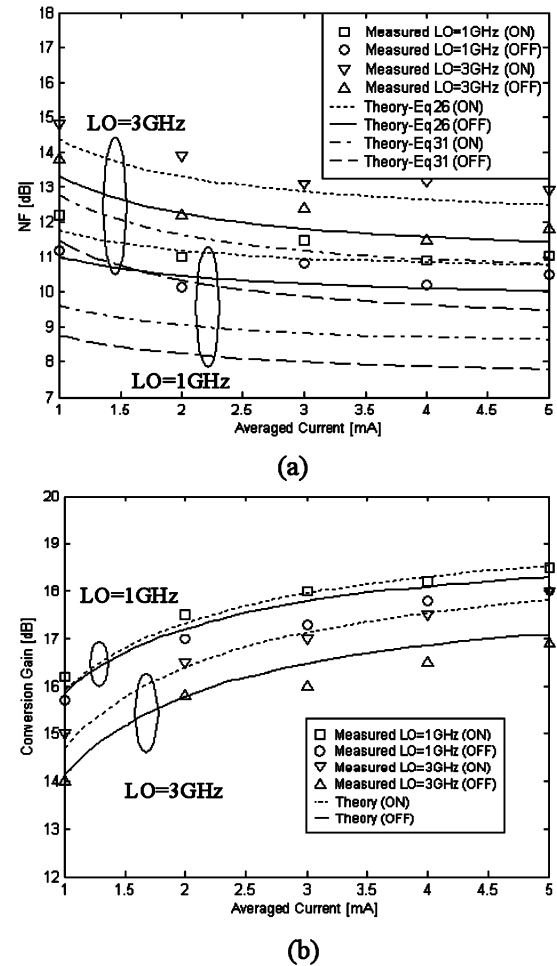 (a)
18
17
16
15
14
13
12
11
10
9
8
7
NF [dB]
Measured LO=1GHz (ON)
Measured LO=1GHz (OFF)
Measured LO=3GHz (ON)
Measured LO=3GHz (OFF)
Theory-Eq26 (ON)
Theory-Eq26 (OFF)
Theory-Eq31 (ON)
Theory-Eq31 (OFF)
LO=3GHz
LO=1GHz
1 1.5 2 2.5 3 3.5 4 4.5 5
Averaged Current [mA]
(a)
20
19
18
17
16
15
14
13
12
Conversion Gain [dB]
LO=1GHz
LO=3GHz
Measured LO=1GHz (ON)
Measured LO=1GHz (OFF)
Measured LO=3GHz (ON)
Measured LO=3GHz (OFF)
Theory (ON)
Theory (OFF)
1 1.5 2 2.5 3 3.5 4 4.5 5
Averaged Current [mA]
(b)